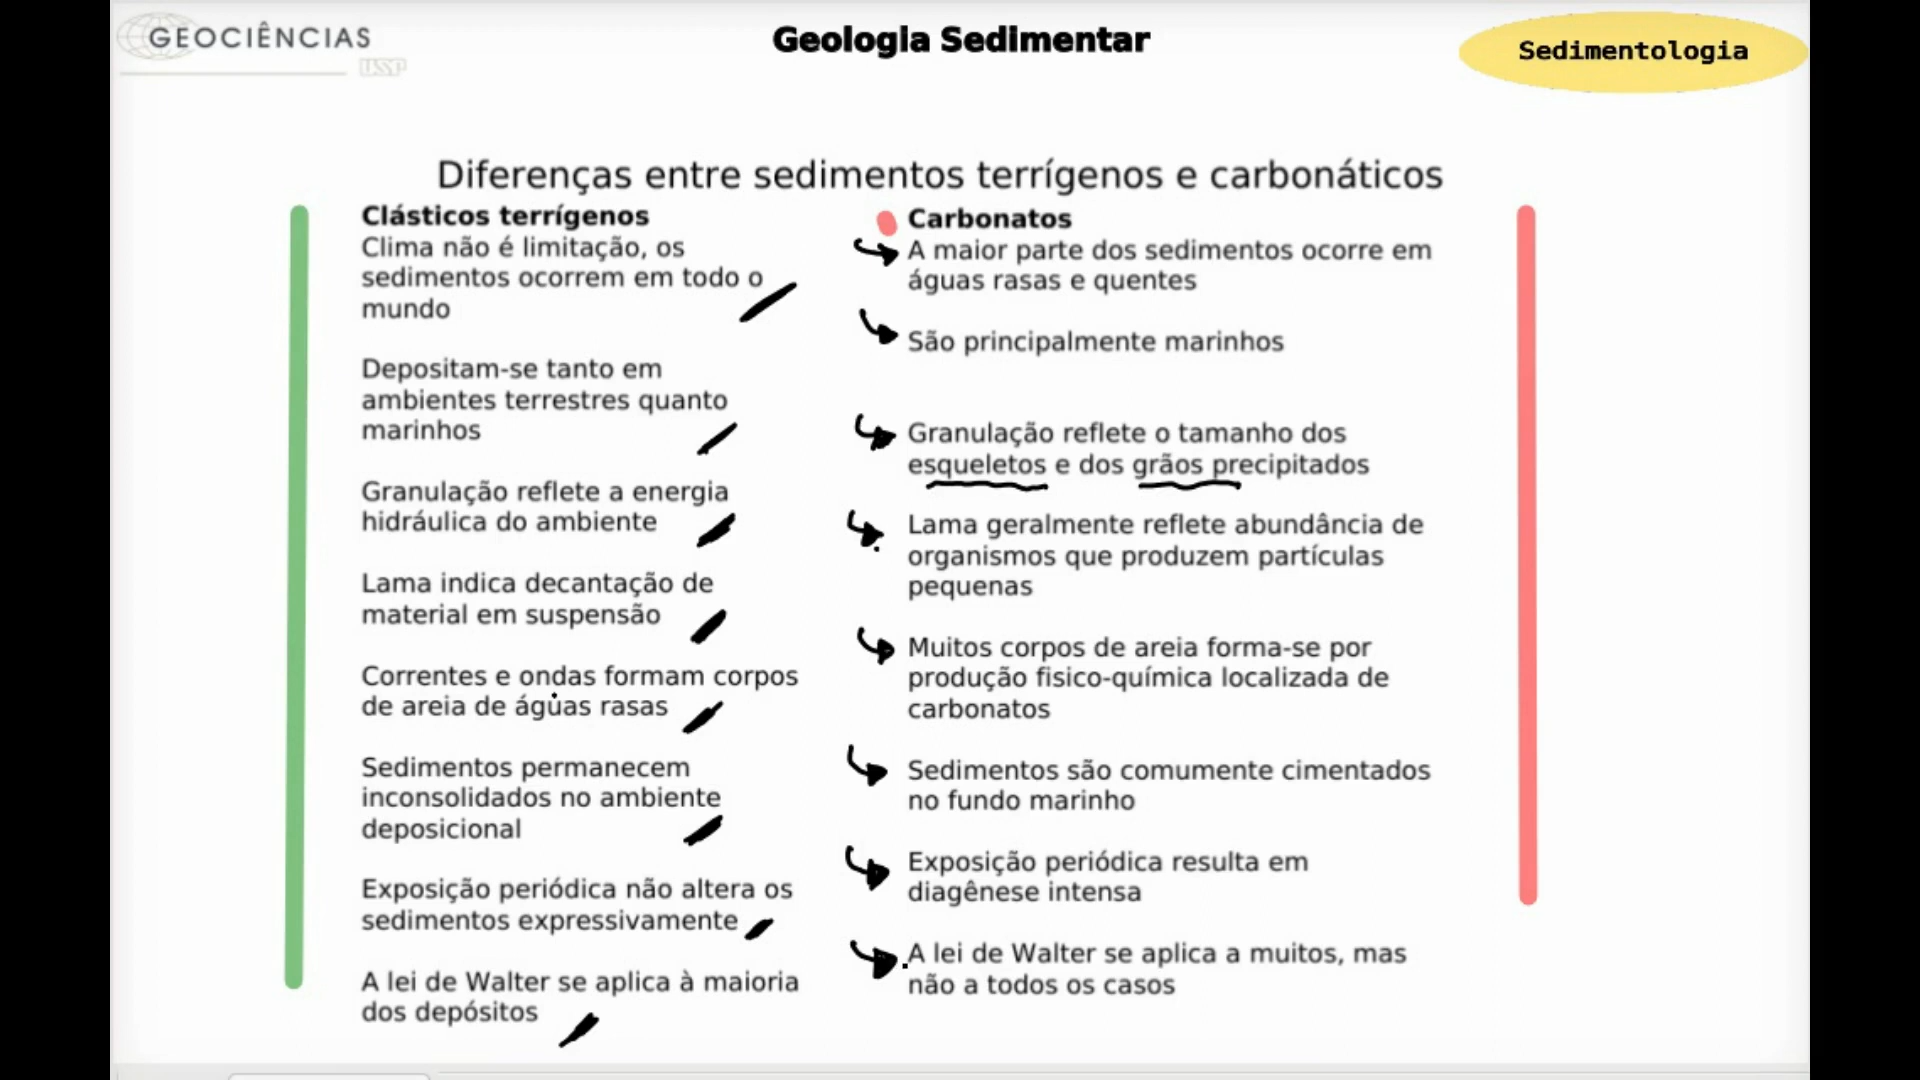 GEOCIÊNCIAS
USP
Geologia Sedimentar
Sedimentologia
Diferenças entre sedimentos terrígenos e carbonáticos
Clásticos terrígenos
Clima não é limitação, os
sedimentos ocorrem em todo o
mundo
Depositam-se tanto em
ambientes terrestres quanto
marinhos
Granulação reflete a energia
hidráulica do ambiente
Lama indica decantação de
material em suspensão
Correntes e ondas formam corpos
de areia de águas rasas
Sedimentos permanecem
inconsolidados no ambiente
deposicional
Exposição periódica não altera os
sedimentos expressivamente
A lei de Walter se aplica à maioria
dos depósitos
Carbonatos
A maior parte dos sedimentos ocorre em
águas rasas e quentes
São principalmente marinhos
Granulação reflete o tamanho dos
esqueletos e dos grãos precipitados
Lama geralmente reflete abundância de
organismos que produzem partículas
pequenas
Muitos corpos de areia forma-se por
produção fisico-química localizada de
carbonatos
Sedimentos são comumente cimentados
no fundo marinho
Exposição periódica resulta em
diagênese intensa
A lei de Walter se aplica a muitos, mas
não a todos os casos